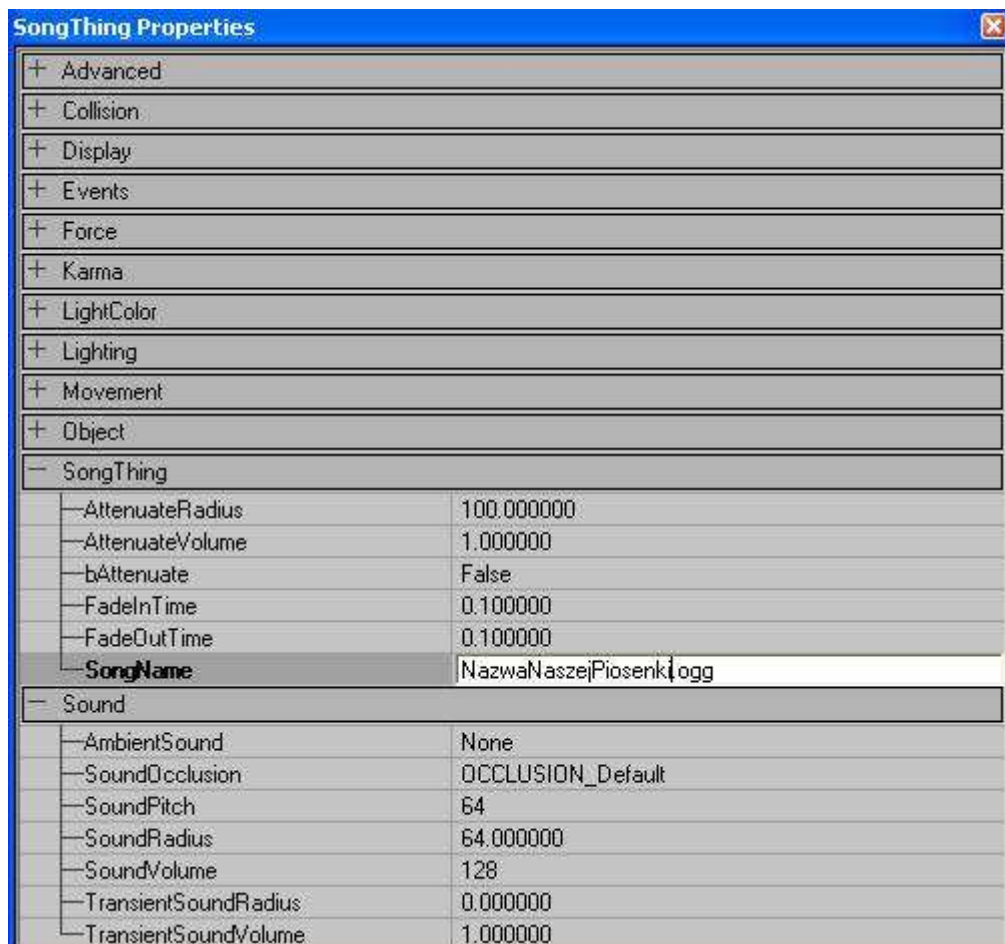 SongThing Properties
+ Advanced
+ Collision
+ Display
+ Events
+ Force
+ Karma
+ LightColor
+ Lighting
+ Movement
+ Object
− SongThing
AttenuateRadius 100.000000
AttenuateVolume 1.000000
bAttenuate False
FadeInTime 0.100000
FadeOutTime 0.100000
SongName NazwaNaszejPiosenki.ogg
− Sound
AmbientSound None
SoundOcclusion OCCLUSION_Default
SoundPitch 64
SoundRadius 64.000000
SoundVolume 128
TransientSoundRadius 0.000000
TransientSoundVolume 1.000000